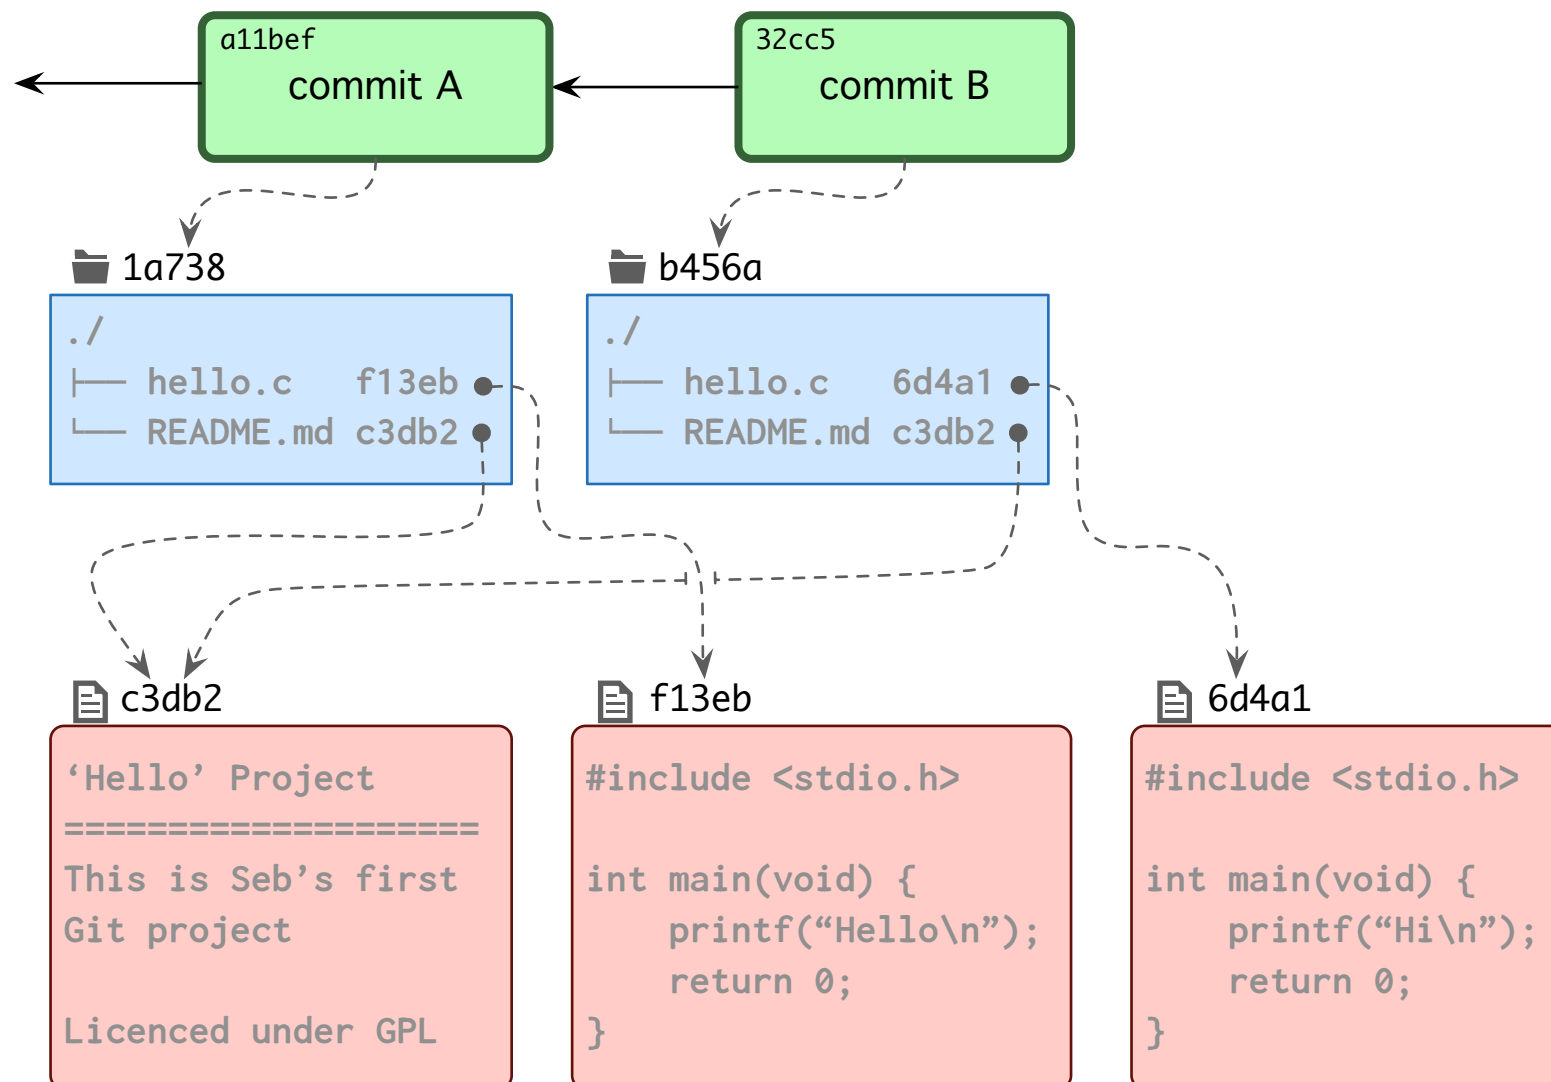 a11bef
commit A
32cc5
commit B
1a738
./
├── hello.c   f13eb
└── README.md c3db2
b456a
./
├── hello.c   6d4a1
└── README.md c3db2
c3db2
‘Hello’ Project
====================
This is Seb’s first
Git project

Licenced under GPL
f13eb
#include <stdio.h>

int main(void) {
    printf(“Hello\n”);
    return 0;
}
6d4a1
#include <stdio.h>

int main(void) {
    printf(“Hi\n”);
    return 0;
}